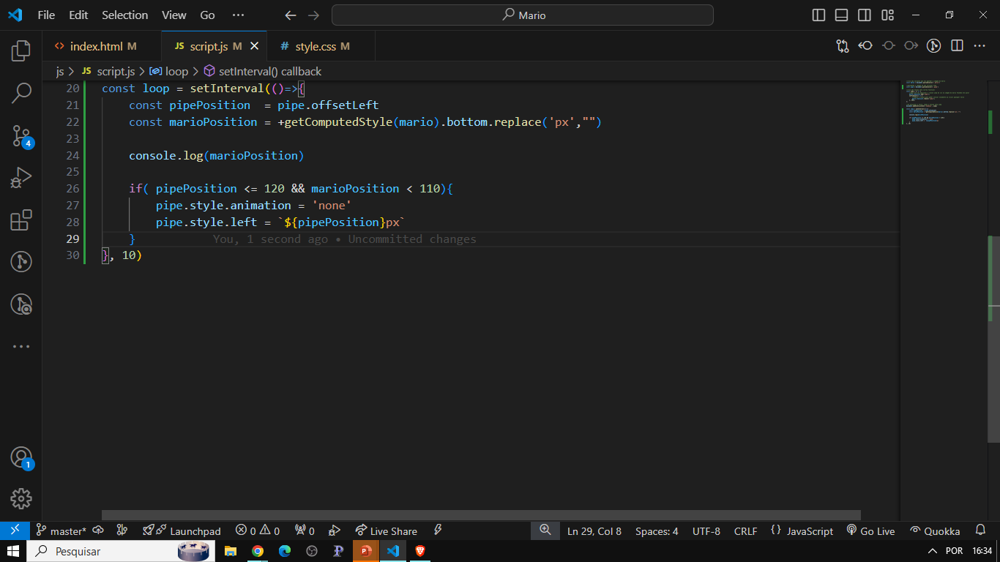 File Edit Selection View Go ··· Mario
index.html M JS script.js M # style.css M
js > JS script.js > loop > setInterval() callback
20 const loop = setInterval(()=>{
21 const pipePosition  = pipe.offsetLeft
22 const marioPosition = +getComputedStyle(mario).bottom.replace('px',"")
23
24 console.log(marioPosition)
25
26 if( pipePosition <= 120 && marioPosition < 110){
27 pipe.style.animation = 'none'
28 pipe.style.left = `${pipePosition}px`
29 } You, 1 second ago • Uncommitted changes
30 }, 10)
4
1
master* Launchpad 0 0 0 Live Share Ln 29, Col 8 Spaces: 4 UTF-8 CRLF {} JavaScript Go Live Quokka
Pesquisar POR 16:34